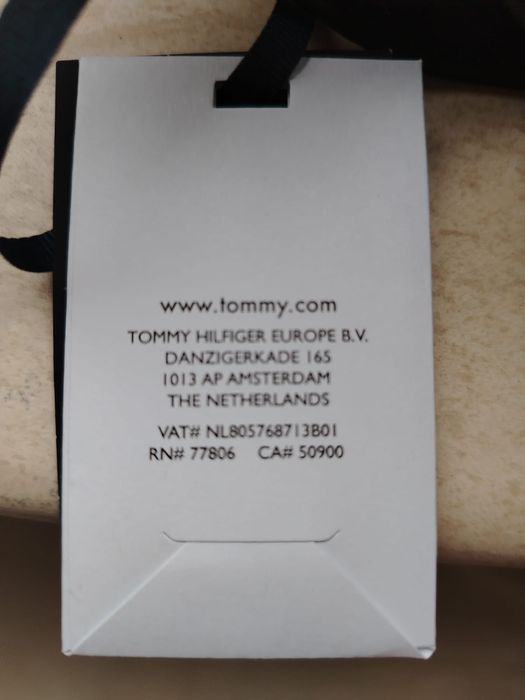 www.tommy.com
TOMMY HILFIGER EUROPE B.V.
DANZIGERKADE 165
1013 AP AMSTERDAM
THE NETHERLANDS
VAT# NL805768713B01
RN# 77806 CA# 50900